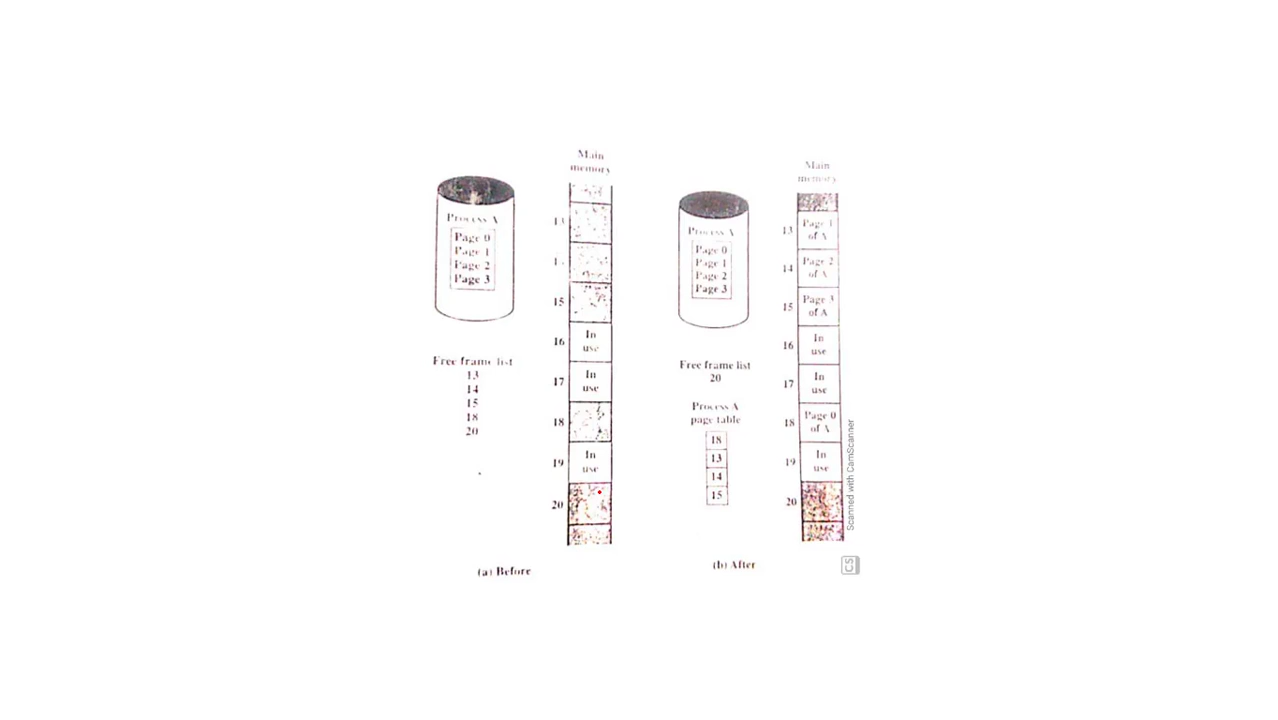 Main
memory
Process A
Page 0
Page 1
Page 2
Page 3
13
15
16
In
use
17
In
use
18
19
In
use
20
Free frame list
13
14
15
18
20
(a) Before
Main
memory
Process A
Page 0
Page 1
Page 2
Page 3
13
Page 1
of A
14
Page 2
of A
15
Page 3
of A
16
In
use
17
In
use
18
Page 0
of A
19
In
use
20
Free frame list
20
Process A
page table
18
13
14
15
(b) After
Scanned with CamScanner
CS